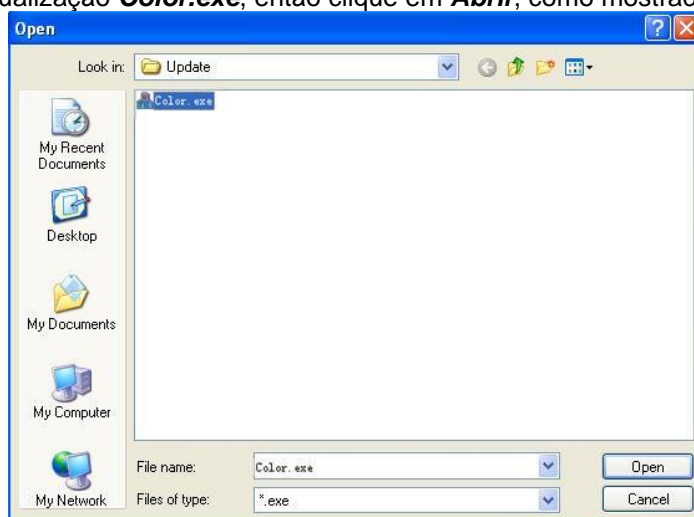 ualização Color.exe, então clique em Abrir, como mostrad
Open
Look in:
Update
Color.exe
My Recent
Documents
Desktop
My Documents
My Computer
My Network
File name:
Color.exe
Open
Files of type:
*.exe
Cancel